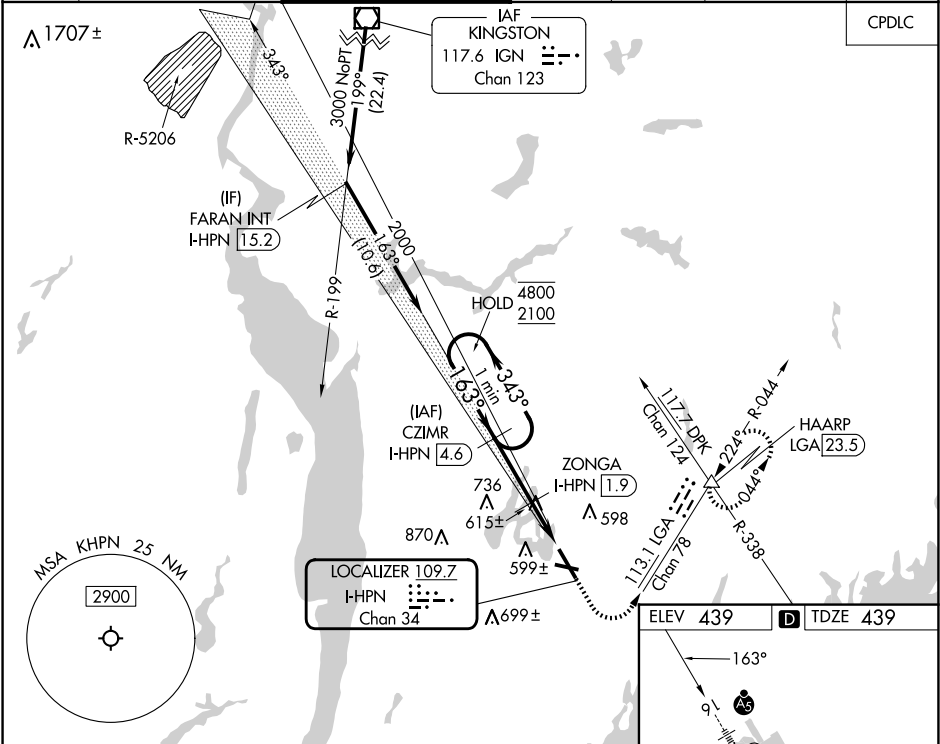 1707±
CPDLC
IAF
KINGSTON
117.6 IGN
Chan 123
343°
3000 NoPT
199°
(22.4)
R-5206
(IF)
FARAN INT
I-HPN 15.2
2000
163°
(10.6)
R-199
HOLD 4800
2100
1 min
343°
163°
(IAF)
CZIMR
I-HPN 4.6
117.7 DPK
Chan 124
R-044
224°
044°
HAARP
LGA 23.5
ZONGA
I-HPN 1.9
736
615±
598
870
599±
113.1 LGA
Chan 78
R-338
MSA KHPN 25 NM
2900
LOCALIZER 109.7
I-HPN
Chan 34
699±
ELEV 439
D
TDZE 439
163°
16
A5